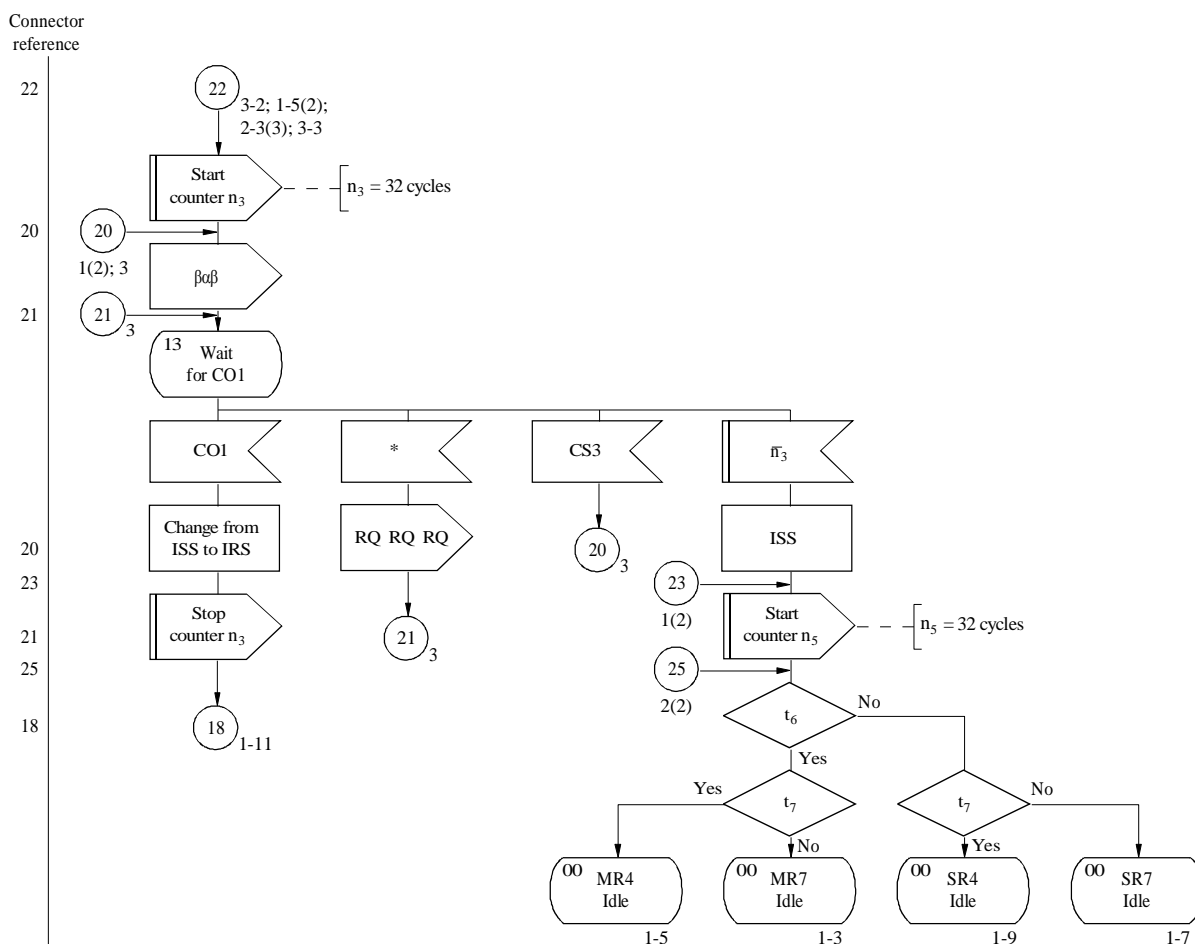 Connector
reference
22
22
3-2; 1-5(2);
2-3(3); 3-3
Start
counter n3
n3 = 32 cycles
20
20
1(2); 3
βαβ
21
21
3
13
Wait
for CO1
CO1
*
CS3
n̅3
Change from
ISS to IRS
RQ RQ RQ
20
3
ISS
20
23
23
1(2)
Stop
counter n3
21
3
Start
counter n5
n5 = 32 cycles
21
25
25
2(2)
18
18
1-11
t6
No
Yes
Yes
t7
No
t7
No
Yes
OO
MR4
Idle
1-5
OO
MR7
Idle
1-3
OO
SR4
Idle
1-9
OO
SR7
Idle
1-7